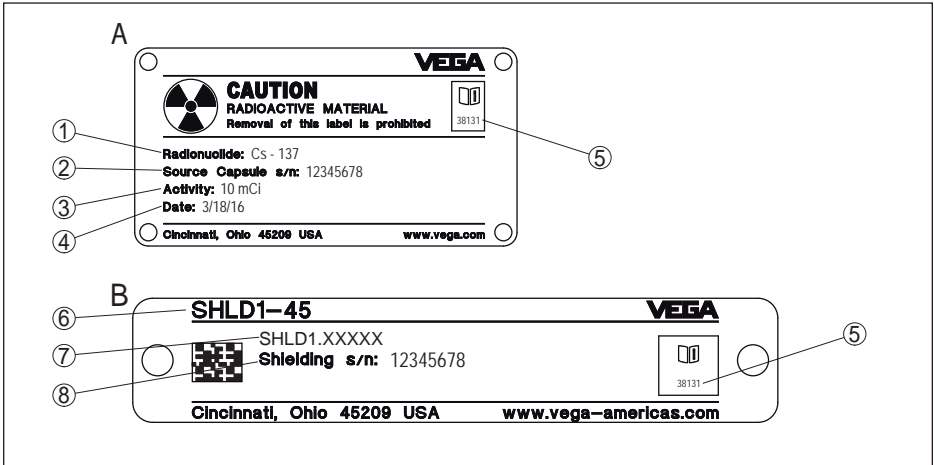 A
VEGA
CAUTION
RADIOACTIVE MATERIAL
Removal of this label is prohibited
38131
1
Radionuclide: Cs - 137
5
2
Source Capsule s/n: 12345678
3
Activity: 10 mCi
4
Date: 3/18/16
Cincinnati, Ohio 45209 USA www.vega.com
B
6
SHLD1-45
VEGA
7
SHLD1.XXXXX
5
8
Shielding s/n: 12345678
38131
Cincinnati, Ohio 45209 USA www.vega-americas.com